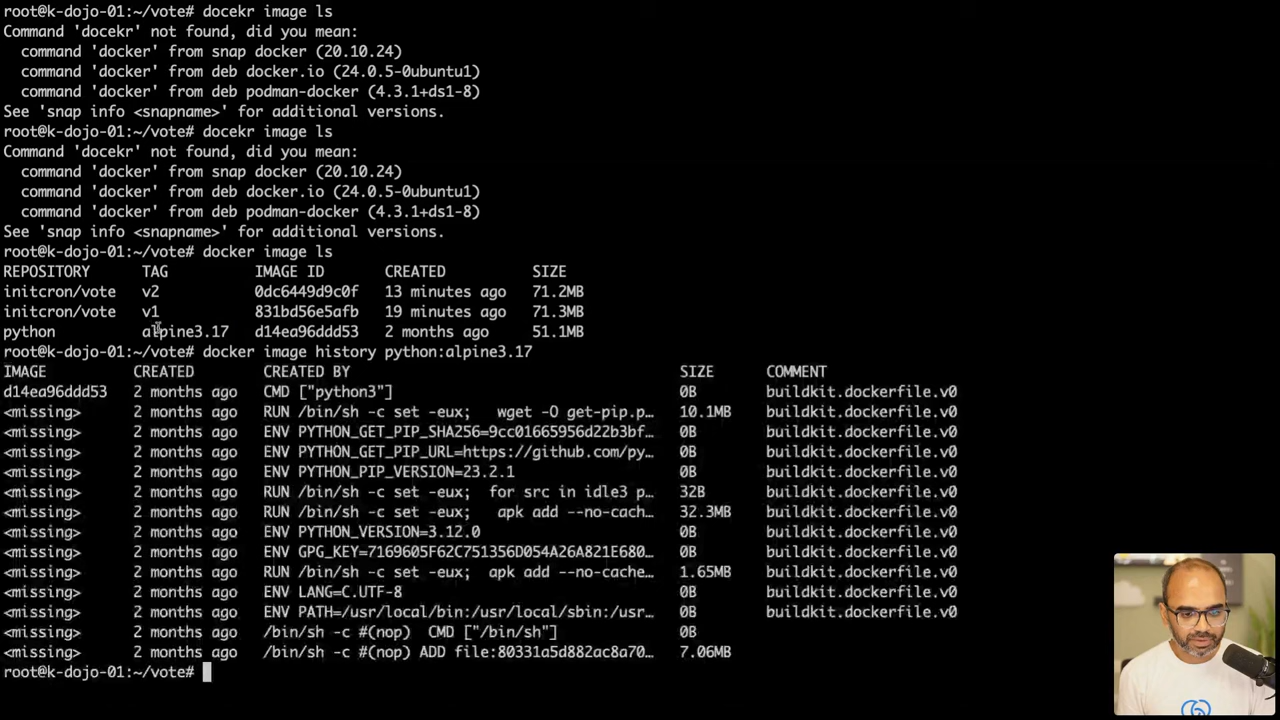 root@k-dojo-01:~/vote# docekr image ls
Command 'docekr' not found, did you mean:
  command 'docker' from snap docker (20.10.24)
  command 'docker' from deb docker.io (24.0.5-0ubuntu1)
  command 'docker' from deb podman-docker (4.3.1+ds1-8)
See 'snap info <snapname>' for additional versions.
root@k-dojo-01:~/vote# docekr image ls
Command 'docekr' not found, did you mean:
  command 'docker' from snap docker (20.10.24)
  command 'docker' from deb docker.io (24.0.5-0ubuntu1)
  command 'docker' from deb podman-docker (4.3.1+ds1-8)
See 'snap info <snapname>' for additional versions.
root@k-dojo-01:~/vote# docker image ls
REPOSITORY     TAG          IMAGE ID       CREATED          SIZE
initcron/vote  v2           0dc6449d9c0f   13 minutes ago   71.2MB
initcron/vote  v1           831bd56e5afb   19 minutes ago   71.3MB
python         alpine3.17   d14ea96ddd53   2 months ago     51.1MB
root@k-dojo-01:~/vote# docker image history python:alpine3.17
IMAGE          CREATED        CREATED BY                                      SIZE      COMMENT
d14ea96ddd53   2 months ago   CMD ["python3"]                                 0B        buildkit.dockerfile.v0
<missing>      2 months ago   RUN /bin/sh -c set -eux;   wget -O get-pip.p…   10.1MB    buildkit.dockerfile.v0
<missing>      2 months ago   ENV PYTHON_GET_PIP_SHA256=9cc01665956d22b3bf…   0B        buildkit.dockerfile.v0
<missing>      2 months ago   ENV PYTHON_GET_PIP_URL=https://github.com/py…   0B        buildkit.dockerfile.v0
<missing>      2 months ago   ENV PYTHON_PIP_VERSION=23.2.1                   0B        buildkit.dockerfile.v0
<missing>      2 months ago   RUN /bin/sh -c set -eux;  for src in idle3 p…   32B       buildkit.dockerfile.v0
<missing>      2 months ago   RUN /bin/sh -c set -eux;   apk add --no-cach…   32.3MB    buildkit.dockerfile.v0
<missing>      2 months ago   ENV PYTHON_VERSION=3.12.0                       0B        buildkit.dockerfile.v0
<missing>      2 months ago   ENV GPG_KEY=7169605F62C751356D054A26A821E680…   0B        buildkit.dockerfile.v0
<missing>      2 months ago   RUN /bin/sh -c set -eux;  apk add --no-cache…   1.65MB    buildkit.dockerfile.v0
<missing>      2 months ago   ENV LANG=C.UTF-8                                0B        buildkit.dockerfile.v0
<missing>      2 months ago   ENV PATH=/usr/local/bin:/usr/local/sbin:/usr…   0B        buildkit.dockerfile.v0
<missing>      2 months ago   /bin/sh -c #(nop)  CMD ["/bin/sh"]              0B
<missing>      2 months ago   /bin/sh -c #(nop) ADD file:80331a5d882ac8a70…   7.06MB
root@k-dojo-01:~/vote#